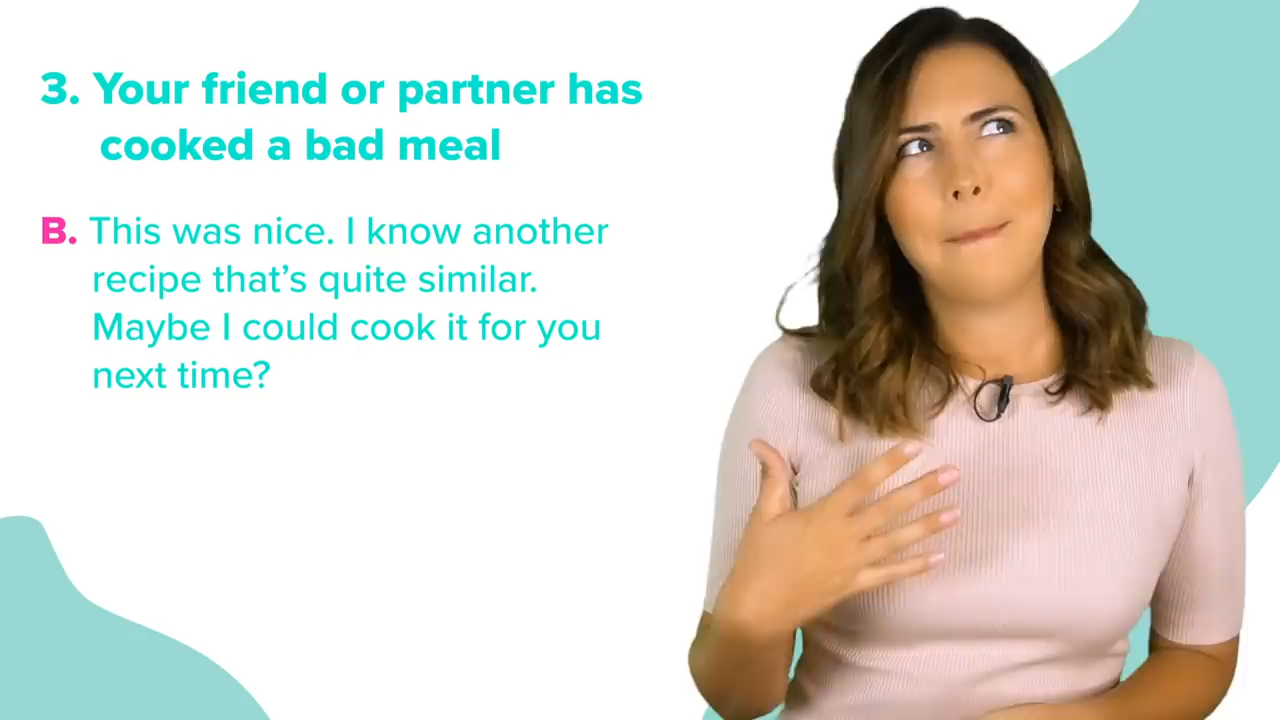 3. Your friend or partner has
cooked a bad meal
B. This was nice. I know another
recipe that's quite similar.
Maybe I could cook it for you
next time?